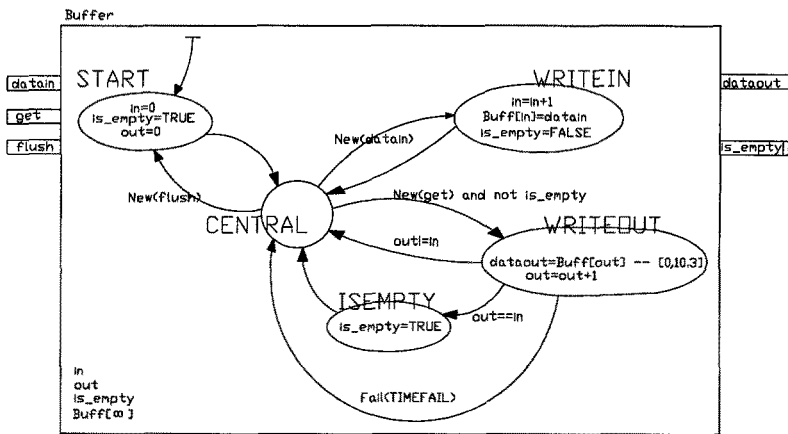 Buffer
START
in=0
is_empty=TRUE
out=0
WRITEIN
in=in+1
Buff[in]=datain
is_empty=FALSE
datain
get
flush
dataout
is_empty
New(datain)
New(flush)
New(get) and not is_empty
CENTRAL
WRITEOUT
out!=in
dataout=Buff[out] -- [0,10,3]
out=out+1
ISEMPTY
is_empty=TRUE
out==in
Fail(TIMEFAIL)
in
out
is_empty
Buff[∞]